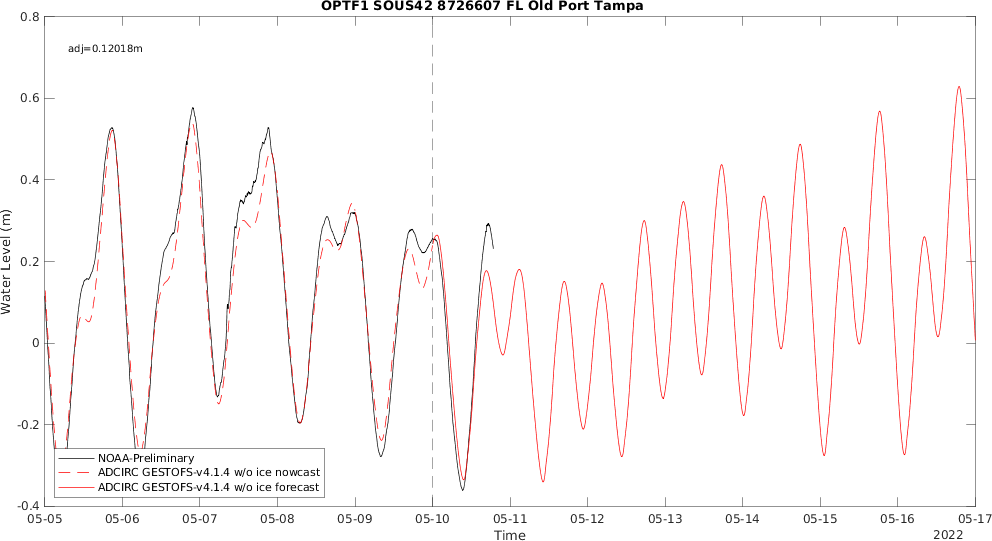 OPTF1 SOUS42 8726607 FL Old Port Tampa
adj=0.12018m
0.8
0.6
0.4
0.2
0
-0.2
-0.4
Water Level (m)
NOAA-Preliminary
ADCIRC GESTOFS-v4.1.4 w/o ice nowcast
ADCIRC GESTOFS-v4.1.4 w/o ice forecast
05-05 05-06 05-07 05-08 05-09 05-10 05-11 05-12 05-13 05-14 05-15 05-16 05-17
Time
2022